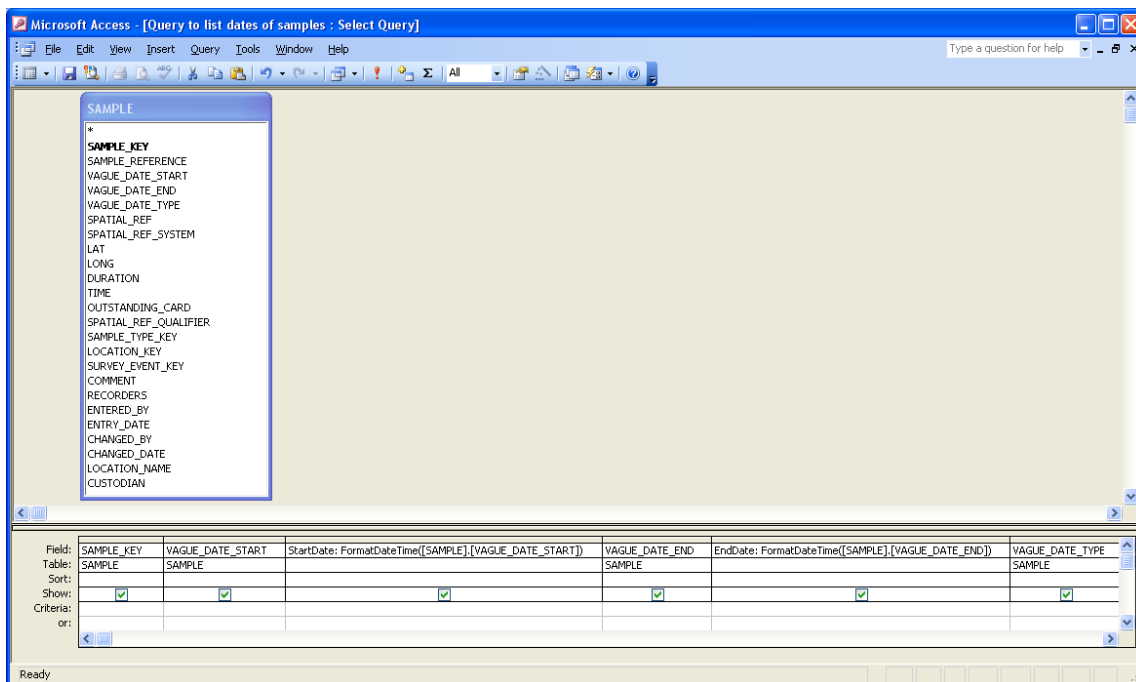 Microsoft Access - [Query to list dates of samples : Select Query]
File Edit View Insert Query Tools Window Help Type a question for help
All
SAMPLE
*
SAMPLE_KEY
SAMPLE_REFERENCE
VAGUE_DATE_START
VAGUE_DATE_END
VAGUE_DATE_TYPE
SPATIAL_REF
SPATIAL_REF_SYSTEM
LAT
LONG
DURATION
TIME
OUTSTANDING_CARD
SPATIAL_REF_QUALIFIER
SAMPLE_TYPE_KEY
LOCATION_KEY
SURVEY_EVENT_KEY
COMMENT
RECORDERS
ENTERED_BY
ENTRY_DATE
CHANGED_BY
CHANGED_DATE
LOCATION_NAME
CUSTODIAN
Field: SAMPLE_KEY VAGUE_DATE_START StartDate: FormatDateTime([SAMPLE].[VAGUE_DATE_START]) VAGUE_DATE_END EndDate: FormatDateTime([SAMPLE].[VAGUE_DATE_END]) VAGUE_DATE_TYPE
Table: SAMPLE SAMPLE SAMPLE SAMPLE
Sort:
Show:
Criteria:
or:
Ready